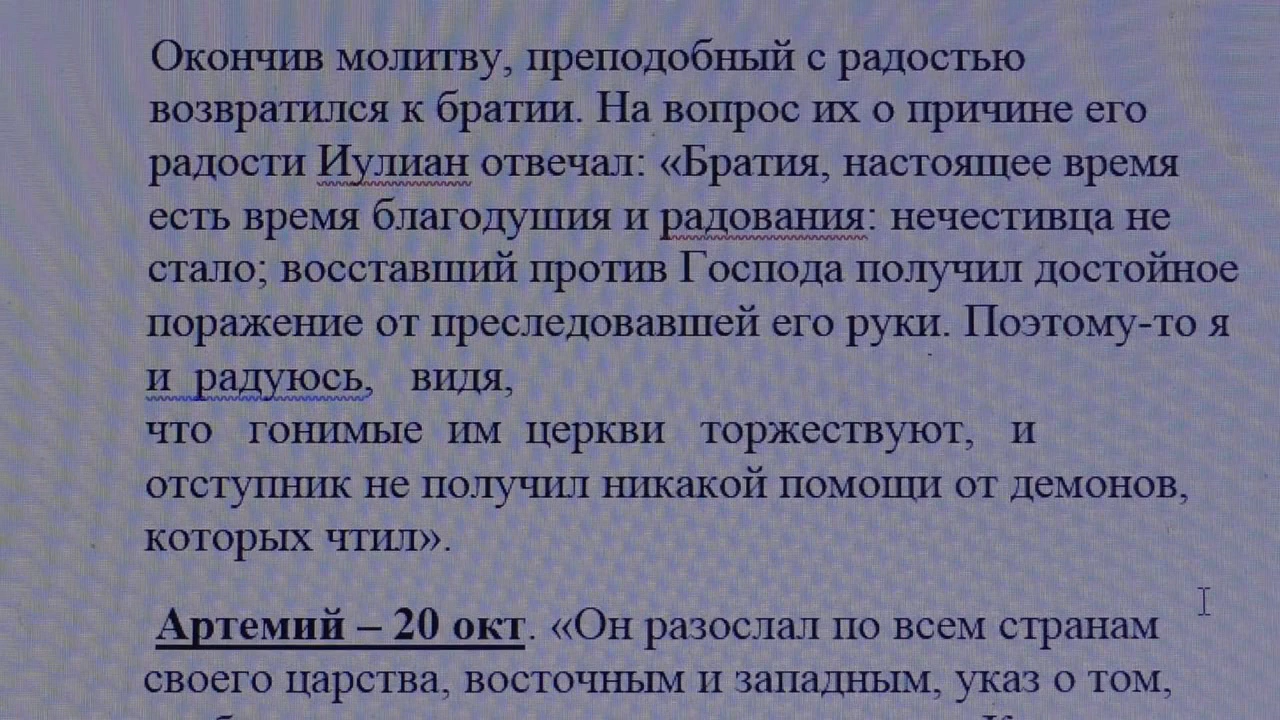 Окончив молитву, преподобный с радостью
возвратился к братии. На вопрос их о причине его
радости Иулиан отвечал: «Братия, настоящее время
есть время благодушия и радования: нечестивца не
стало; восставший против Господа получил достойное
поражение от преследовавшей его руки. Поэтому-то я
и радуюсь, видя,
что гонимые им церкви торжествуют, и
отступник не получил никакой помощи от демонов,
которых чтил».
Артемий – 20 окт. «Он разослал по всем странам
своего царства, восточным и западным, указ о том,